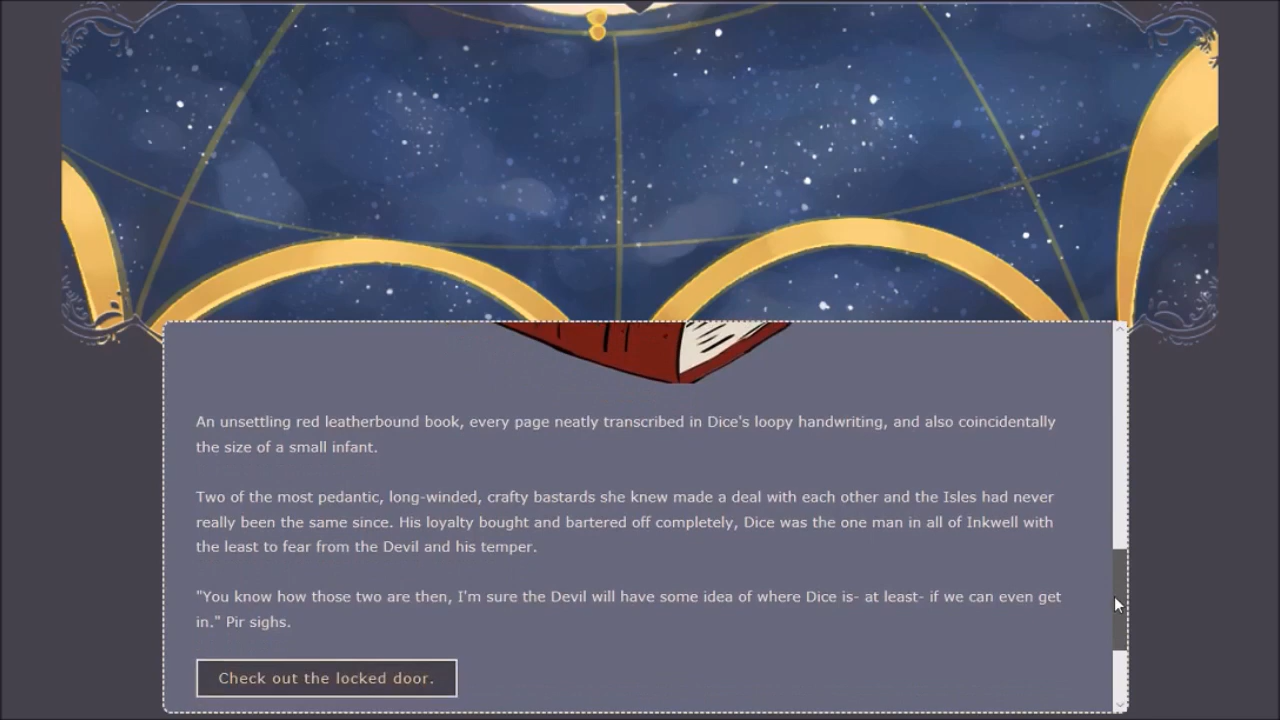 An unsettling red leatherbound book, every page neatly transcribed in Dice's loopy handwriting, and also coincidentally
the size of a small infant.
Two of the most pedantic, long-winded, crafty bastards she knew made a deal with each other and the Isles had never
really been the same since. His loyalty bought and bartered off completely, Dice was the one man in all of Inkwell with
the least to fear from the Devil and his temper.
"You know how those two are then, I'm sure the Devil will have some idea of where Dice is- at least- if we can even get
in." Pir sighs.
Check out the locked door.